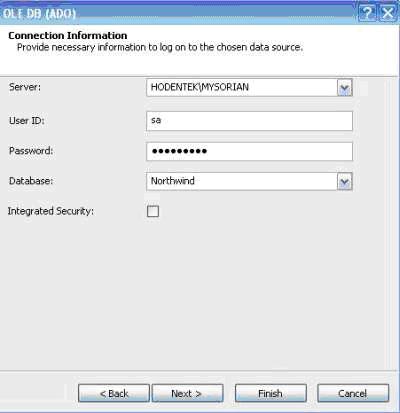 OLE DB (ADO)
Connection Information
Provide necessary information to log on to the chosen data source.
Server: HODENTEK\MYSORIAN
User ID: sa
Password: ●●●●●●●●●
Database: Northwind
Integrated Security:
< Back Next > Finish Cancel